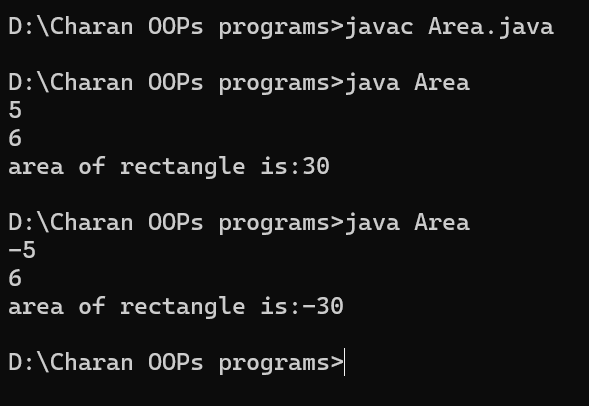 D:\Charan OOPs programs>javac Area.java
D:\Charan OOPs programs>java Area
5
6
area of rectangle is:30
D:\Charan OOPs programs>java Area
-5
6
area of rectangle is:-30
D:\Charan OOPs programs>